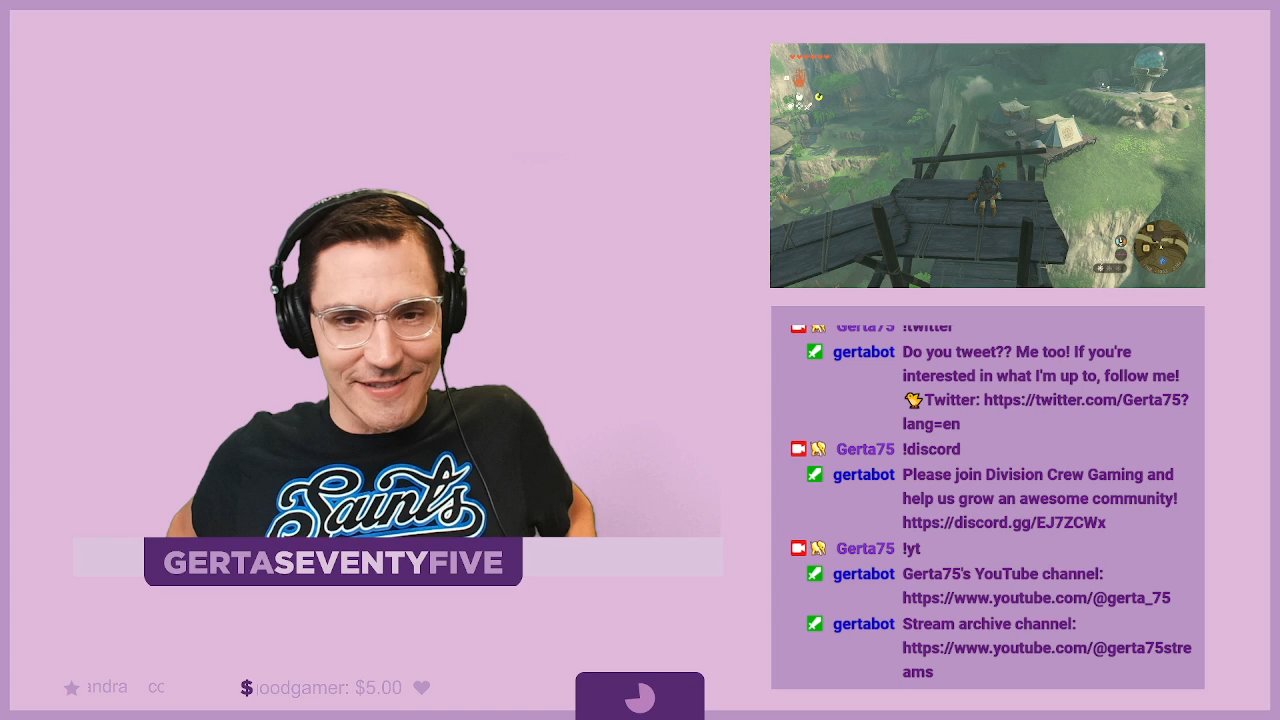 Saints
GERTASEVENTYFIVE
Gerta75 !twitter
gertabot Do you tweet?? Me too! If you're
interested in what I'm up to, follow me!
Twitter: https://twitter.com/Gerta75?
lang=en
Gerta75 !discord
gertabot Please join Division Crew Gaming and
help us grow an awesome community!
https://discord.gg/EJ7ZCWx
Gerta75 !yt
gertabot Gerta75's YouTube channel:
https://www.youtube.com/@gerta_75
gertabot Stream archive channel:
https://www.youtube.com/@gerta75stre
ams
$ oodgamer: $5.00